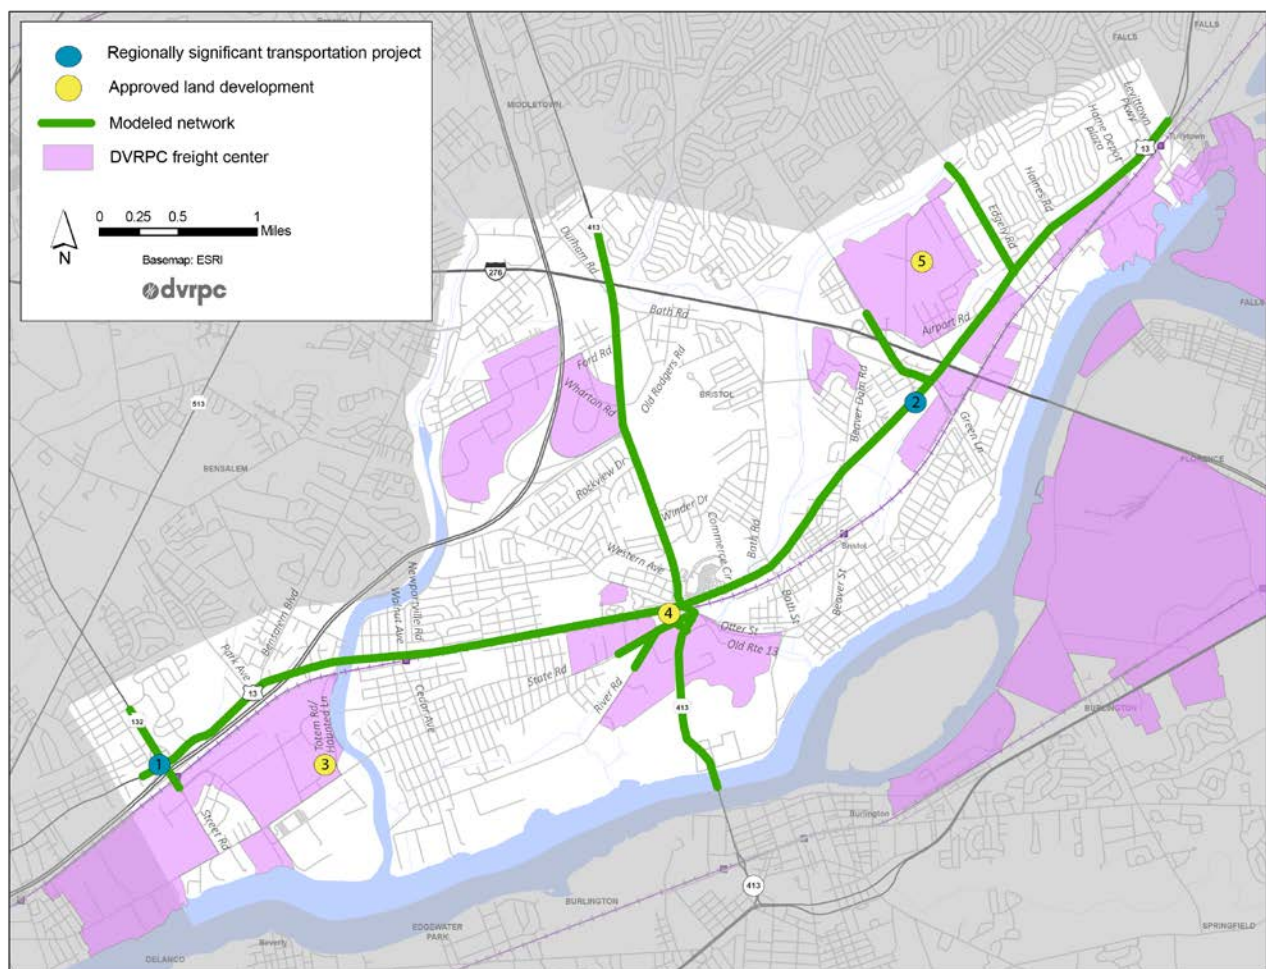 Regionally significant transportation project
Approved land development
Modeled network
DVRPC freight center
0 0.25 0.5 1
Miles
N
Basemap: ESRI
dvrpc
FALLS
FALLS
MIDDLETOWN
Levittown
Pkwy
Home Depot
plaza
Tullytown
13
413
Durham Rd
Haines Rd
Edgely Rd
5
276
FALLS
Bath Rd
Airport Rd
Ford Rd
Old Rodgers Rd
Wharton Rd
BRISTOL
Beaver Dam Rd
2
513
Green Ln
BENSALEM
FLORENCE
Rockview Dr
Winder Dr
Commerce Cir
Bath Rd
Bristol
Western Ave
Newportville Rd
Walnut Ave
Bath St
Beaver St
4
Bensalem Blvd
Park Ave
Otter St
Old Rte 13
State Rd
River Rd
13
Cedar Ave
413
132
Totem Rd/
Haunted Ln
BURLINGTON
1
3
Street Rd
Burlington
413
BURLINGTON
EDGEWATER
PARK
SPRINGFIELD
Beverly
DELANCO